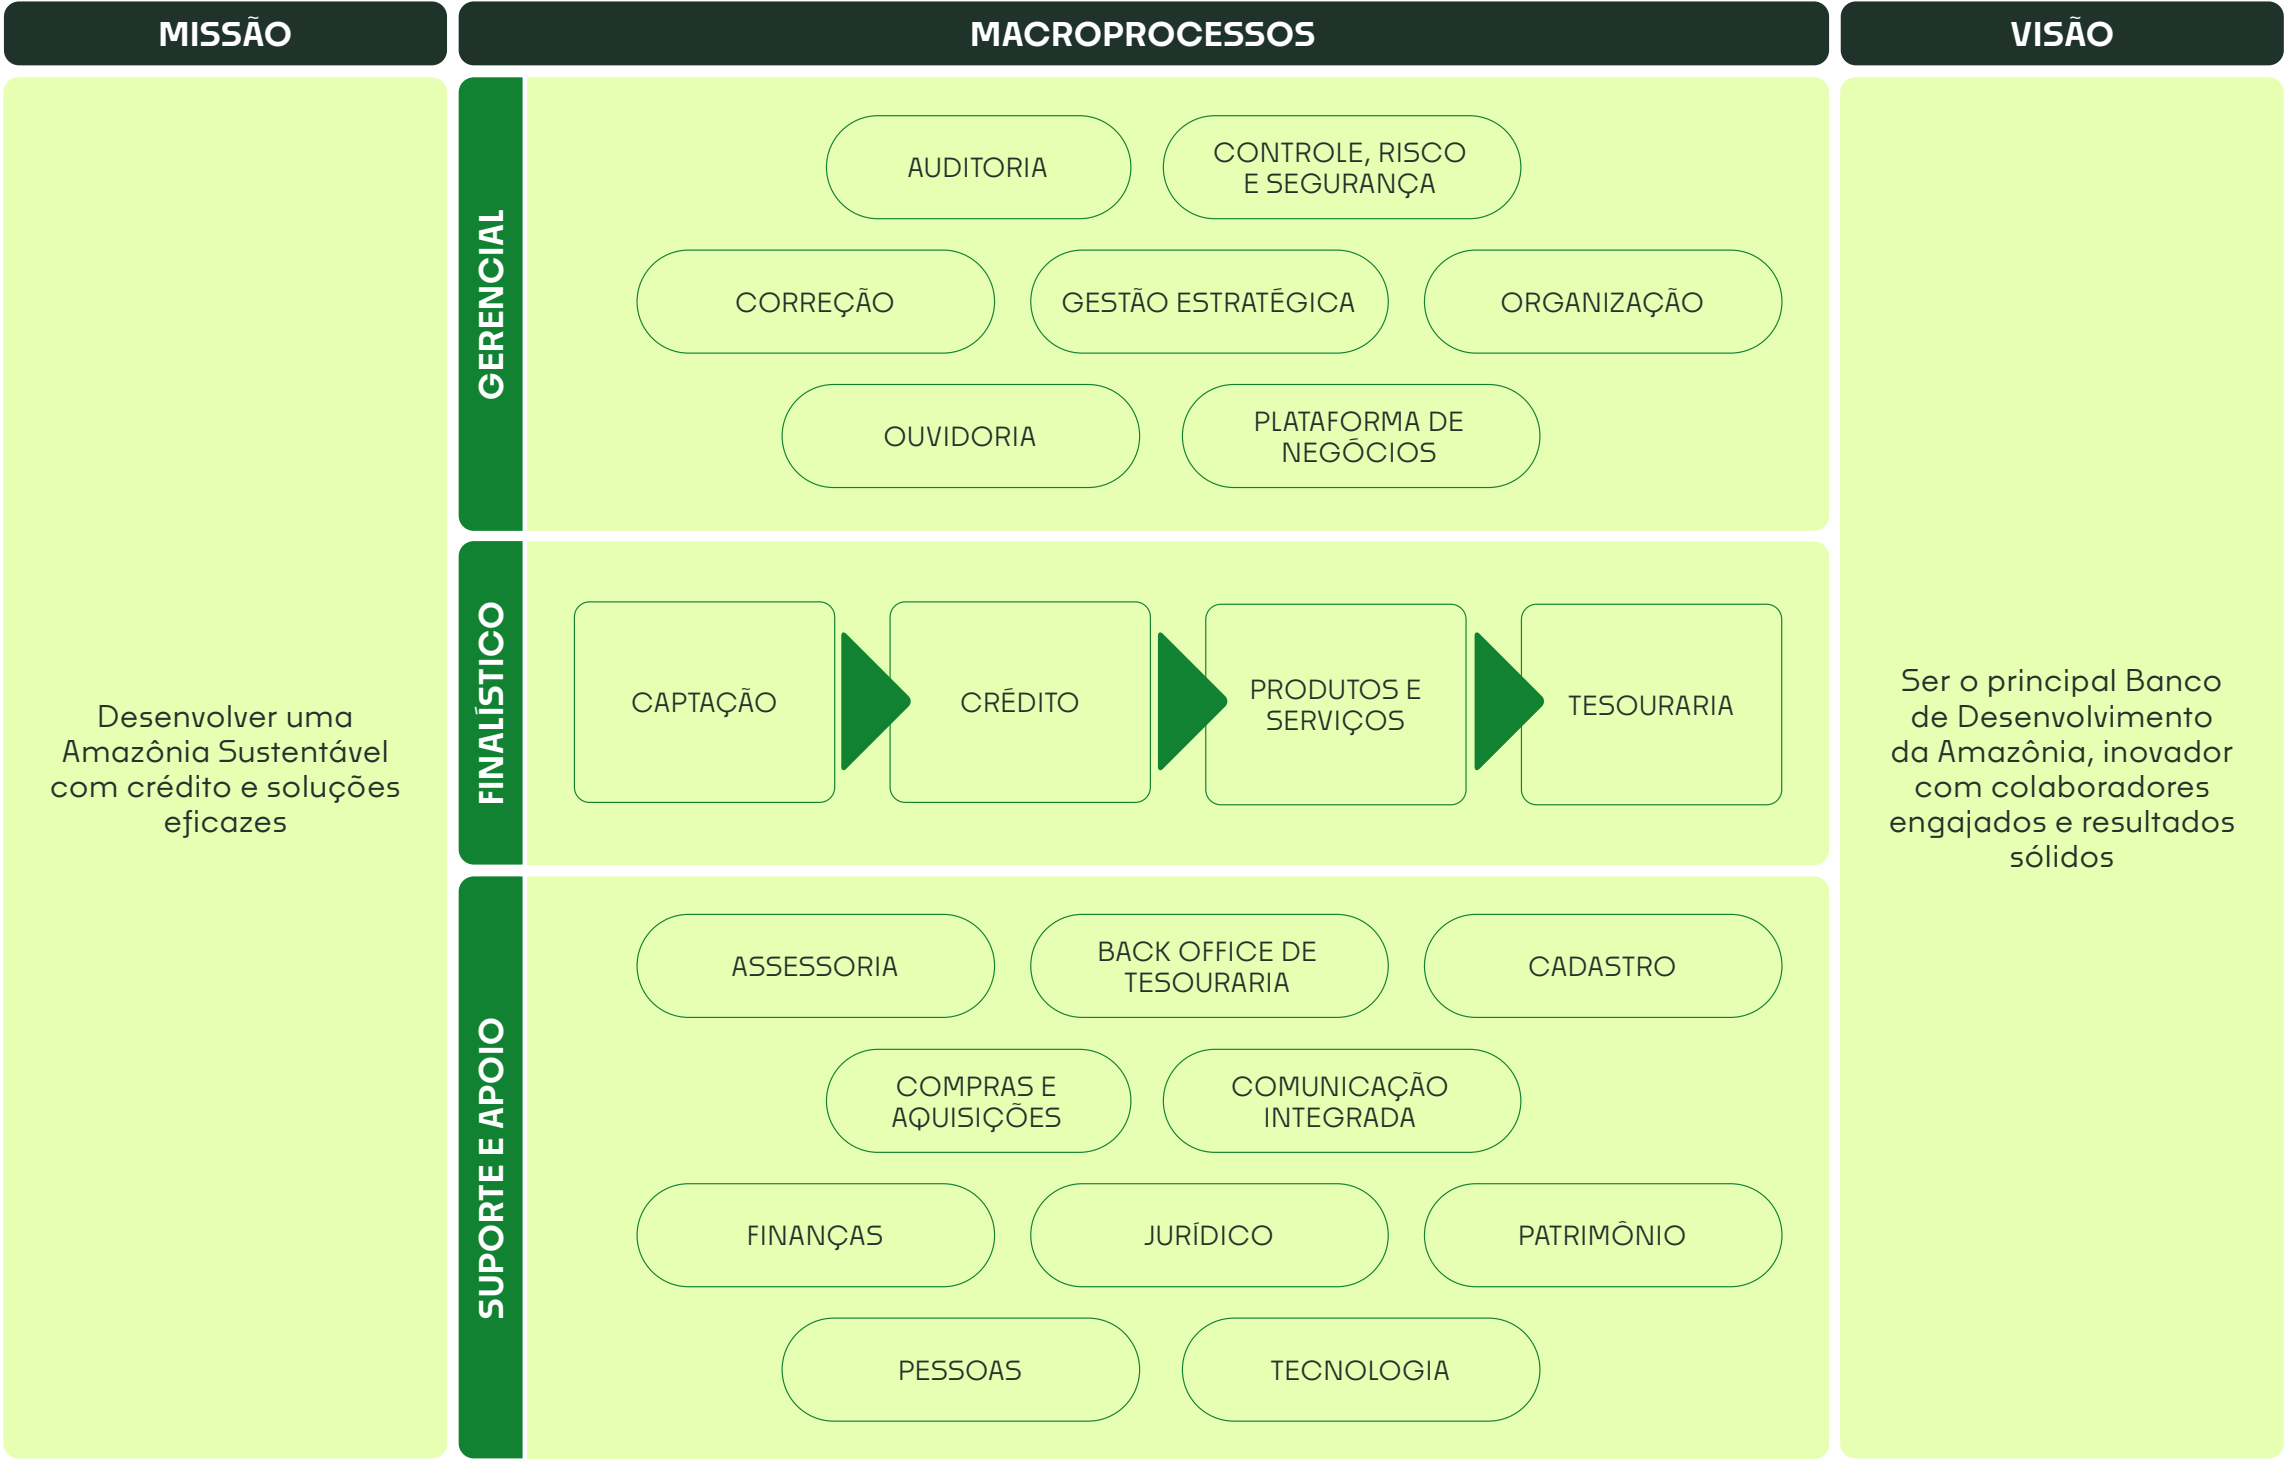 MISSÃO
MACROPROCESSOS
VISÃO
Desenvolver uma
Amazônia Sustentável
com crédito e soluções
eficazes
GERENCIAL
AUDITORIA
CONTROLE, RISCO
E SEGURANÇA
CORREÇÃO
GESTÃO ESTRATÉGICA
ORGANIZAÇÃO
OUVIDORIA
PLATAFORMA DE
NEGÓCIOS
FINALÍSTICO
CAPTAÇÃO
CRÉDITO
PRODUTOS E
SERVIÇOS
TESOURARIA
SUPORTE E APOIO
ASSESSORIA
BACK OFFICE DE
TESOURARIA
CADASTRO
COMPRAS E
AQUISIÇÕES
COMUNICAÇÃO
INTEGRADA
FINANÇAS
JURÍDICO
PATRIMÔNIO
PESSOAS
TECNOLOGIA
Ser o principal Banco
de Desenvolvimento
da Amazônia, inovador
com colaboradores
engajados e resultados
sólidos